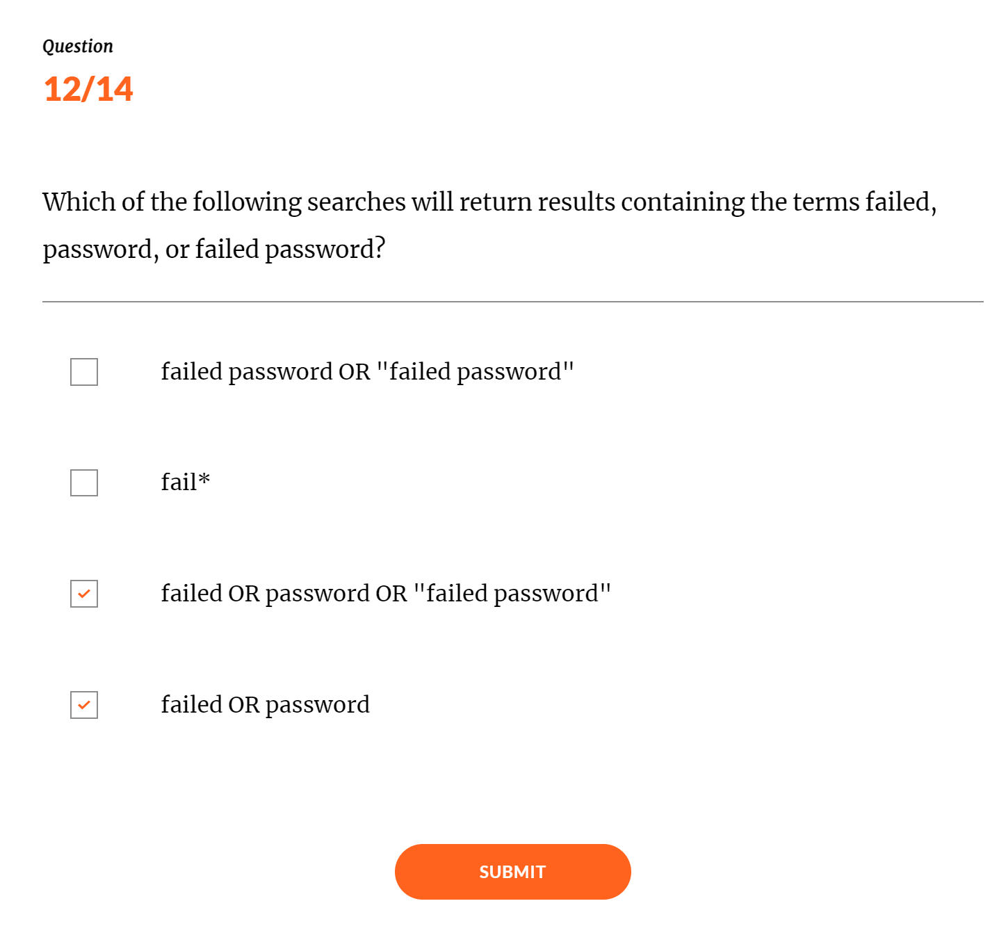 Question
12/14
Which of the following searches will return results containing the terms failed,
password, or failed password?
failed password OR "failed password"
fail*
failed OR password OR "failed password"
failed OR password
SUBMIT